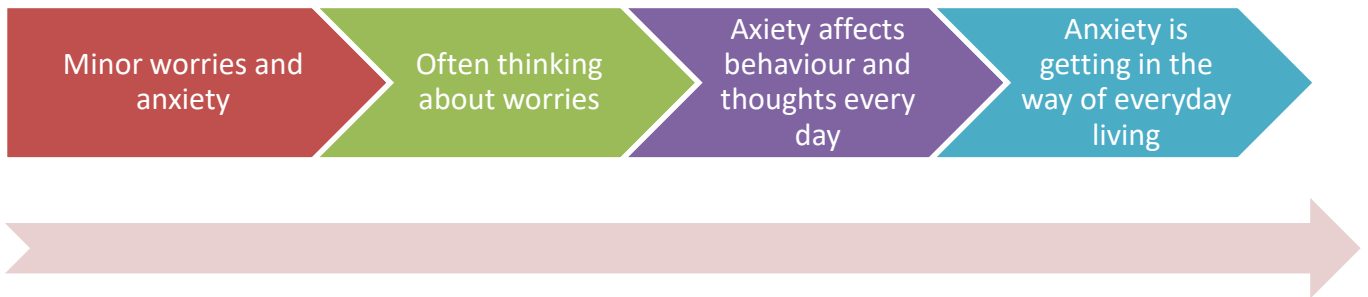 Minor worries and
anxiety
Often thinking
about worries
Axiety affects
behaviour and
thoughts every
day
Anxiety is
getting in the
way of everyday
living